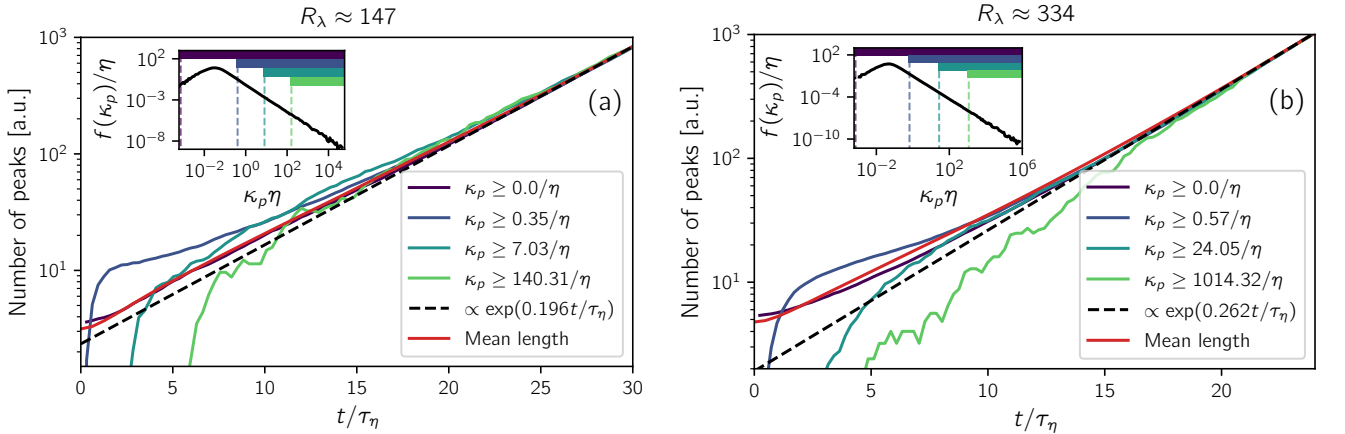 R_λ ≈ 147
Number of peaks [a.u.]
10^3
10^2
10^1
0
5
10
15
20
25
30
t/τ_η
(a)
f(κ_p)/η
10^2
10^−3
10^−8
10^−2
10^0
10^2
10^4
κ_pη
κ_p ≥ 0.0/η
κ_p ≥ 0.35/η
κ_p ≥ 7.03/η
κ_p ≥ 140.31/η
∝ exp(0.196t/τ_η)
Mean length
R_λ ≈ 334
Number of peaks [a.u.]
10^3
10^2
10^1
0
5
10
15
20
t/τ_η
(b)
f(κ_p)/η
10^2
10^−4
10^−10
10^−2
10^2
10^6
κ_pη
κ_p ≥ 0.0/η
κ_p ≥ 0.57/η
κ_p ≥ 24.05/η
κ_p ≥ 1014.32/η
∝ exp(0.262t/τ_η)
Mean length